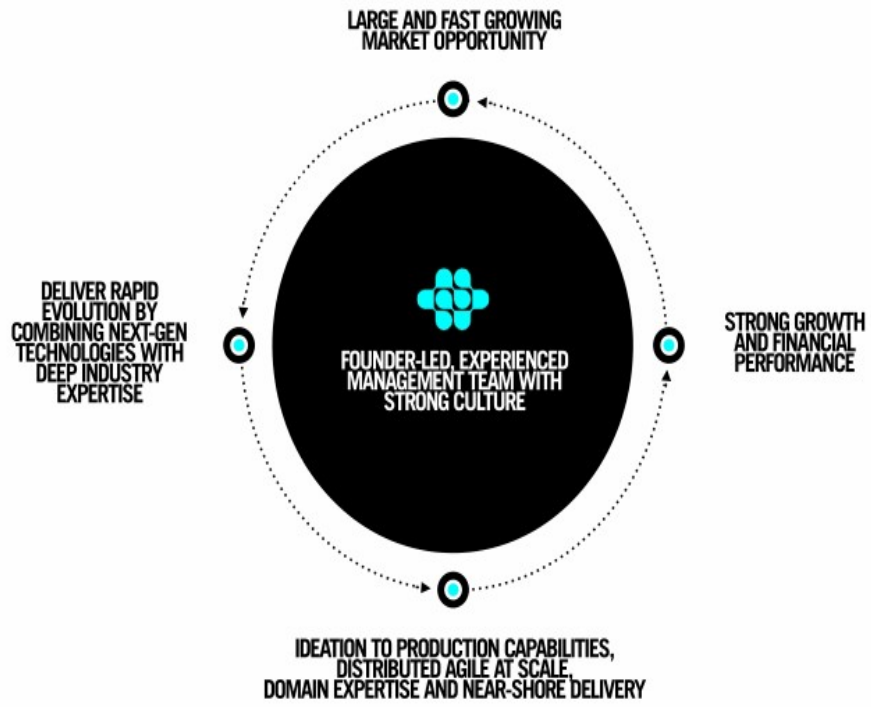 LARGE AND FAST GROWING
MARKET OPPORTUNITY
DELIVER RAPID
EVOLUTION BY
COMBINING NEXT-GEN
TECHNOLOGIES WITH
DEEP INDUSTRY
EXPERTISE
FOUNDER-LED, EXPERIENCED
MANAGEMENT TEAM WITH
STRONG CULTURE
STRONG GROWTH
AND FINANCIAL
PERFORMANCE
IDEATION TO PRODUCTION CAPABILITIES,
DISTRIBUTED AGILE AT SCALE,
DOMAIN EXPERTISE AND NEAR-SHORE DELIVERY